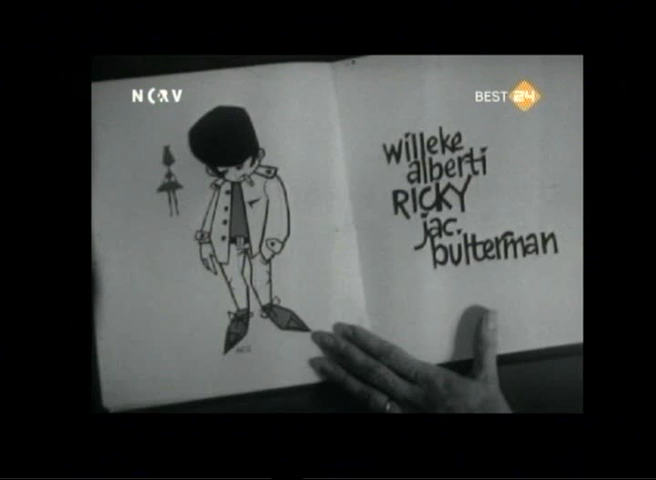 NCRV
BEST 24
willeke
alberti
RICKY
jac.
bulterman